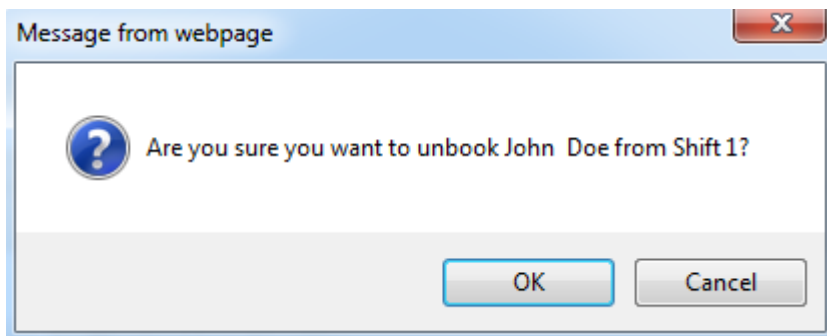 Message from webpage
Are you sure you want to unbook John  Doe from Shift 1?
OK
Cancel